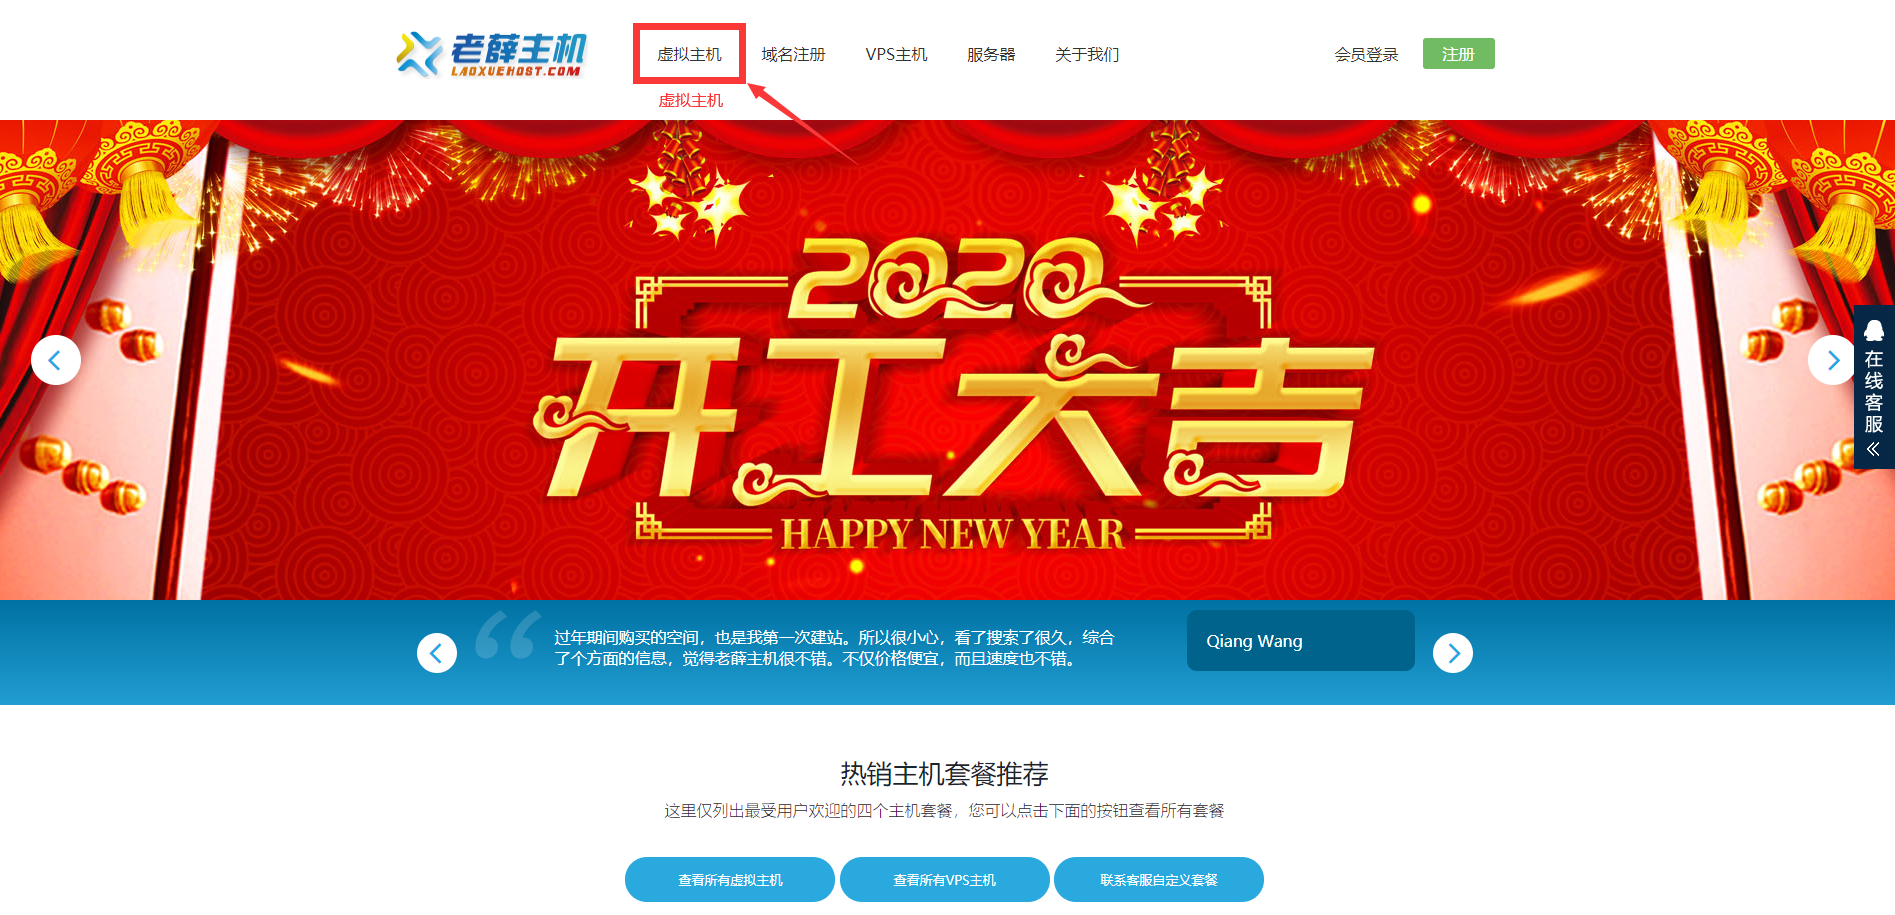 老薛主机
LAOXUEHOST.COM
虚拟主机 域名注册 VPS主机 服务器 关于我们 会员登录 注册
虚拟主机
2020
开工大吉
HAPPY NEW YEAR
在线客服
过年期间购买的空间，也是我第一次建站。所以很小心，看了搜索了很久，综合
了个方面的信息，觉得老薛主机很不错。不仅价格便宜，而且速度也不错。
Qiang Wang
热销主机套餐推荐
这里仅列出最受用户欢迎的四个主机套餐，您可以点击下面的按钮查看所有套餐
查看所有虚拟主机 查看所有VPS主机 联系客服自定义套餐